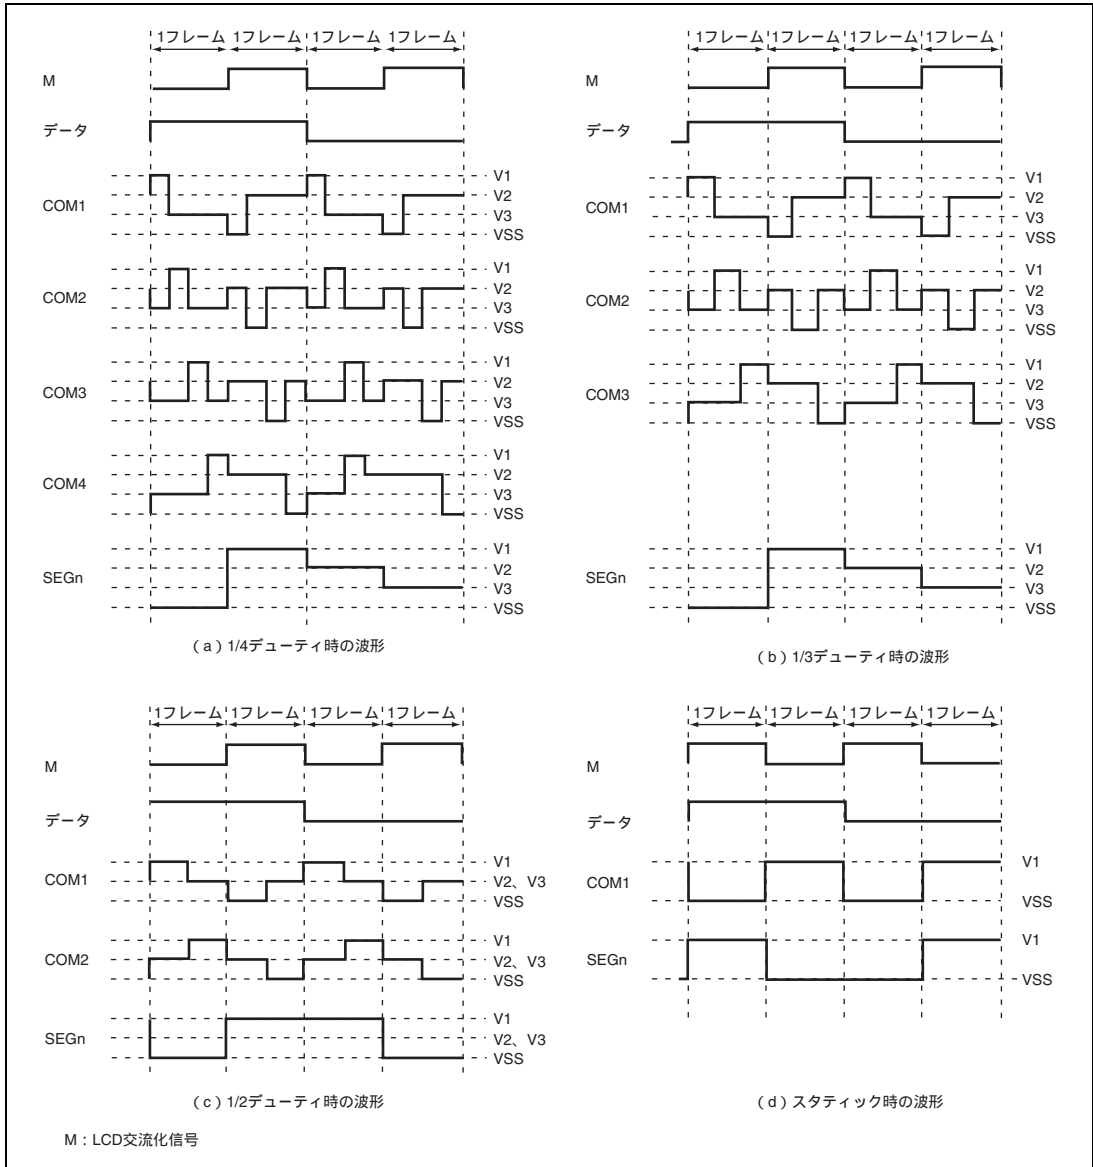 1フレーム 1フレーム 1フレーム 1フレーム
M
データ
COM1
V1
V2
V3
VSS
COM2
V1
V2
V3
VSS
COM3
V1
V2
V3
VSS
COM4
V1
V2
V3
VSS
SEGn
V1
V2
V3
VSS
(a)1/4デューティ時の波形
1フレーム 1フレーム 1フレーム 1フレーム
M
データ
COM1
V1
V2
V3
VSS
COM2
V1
V2
V3
VSS
COM3
V1
V2
V3
VSS
SEGn
V1
V2
V3
VSS
(b)1/3デューティ時の波形
1フレーム 1フレーム 1フレーム 1フレーム
M
データ
COM1
V1
V2、V3
VSS
COM2
V1
V2、V3
VSS
SEGn
V1
V2、V3
VSS
(c)1/2デューティ時の波形
1フレーム 1フレーム 1フレーム 1フレーム
M
データ
COM1
V1
VSS
SEGn
V1
VSS
(d)スタティック時の波形
M:LCD交流化信号